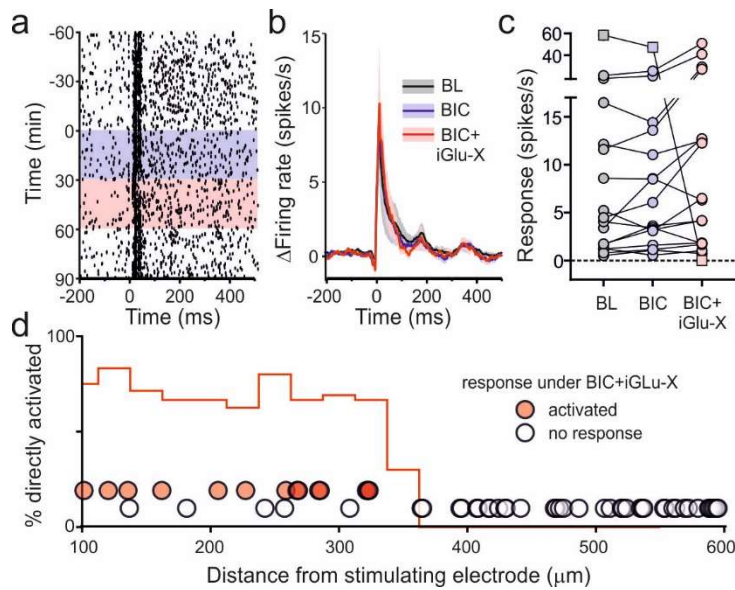 a
-60
-30
0
30
60
90
Time (min)
-200
0
200
400
Time (ms)
b
15
10
5
0
ΔFiring rate (spikes/s)
BL
BIC
BIC+
iGlu-X
-200
0
200
400
Time (ms)
c
60
40
20
15
10
5
0
Response (spikes/s)
BL
BIC
BIC+
iGlu-X
d
100
0
% directly activated
response under BIC+iGLu-X
activated
no response
100
200
300
400
500
600
Distance from stimulating electrode (μm)